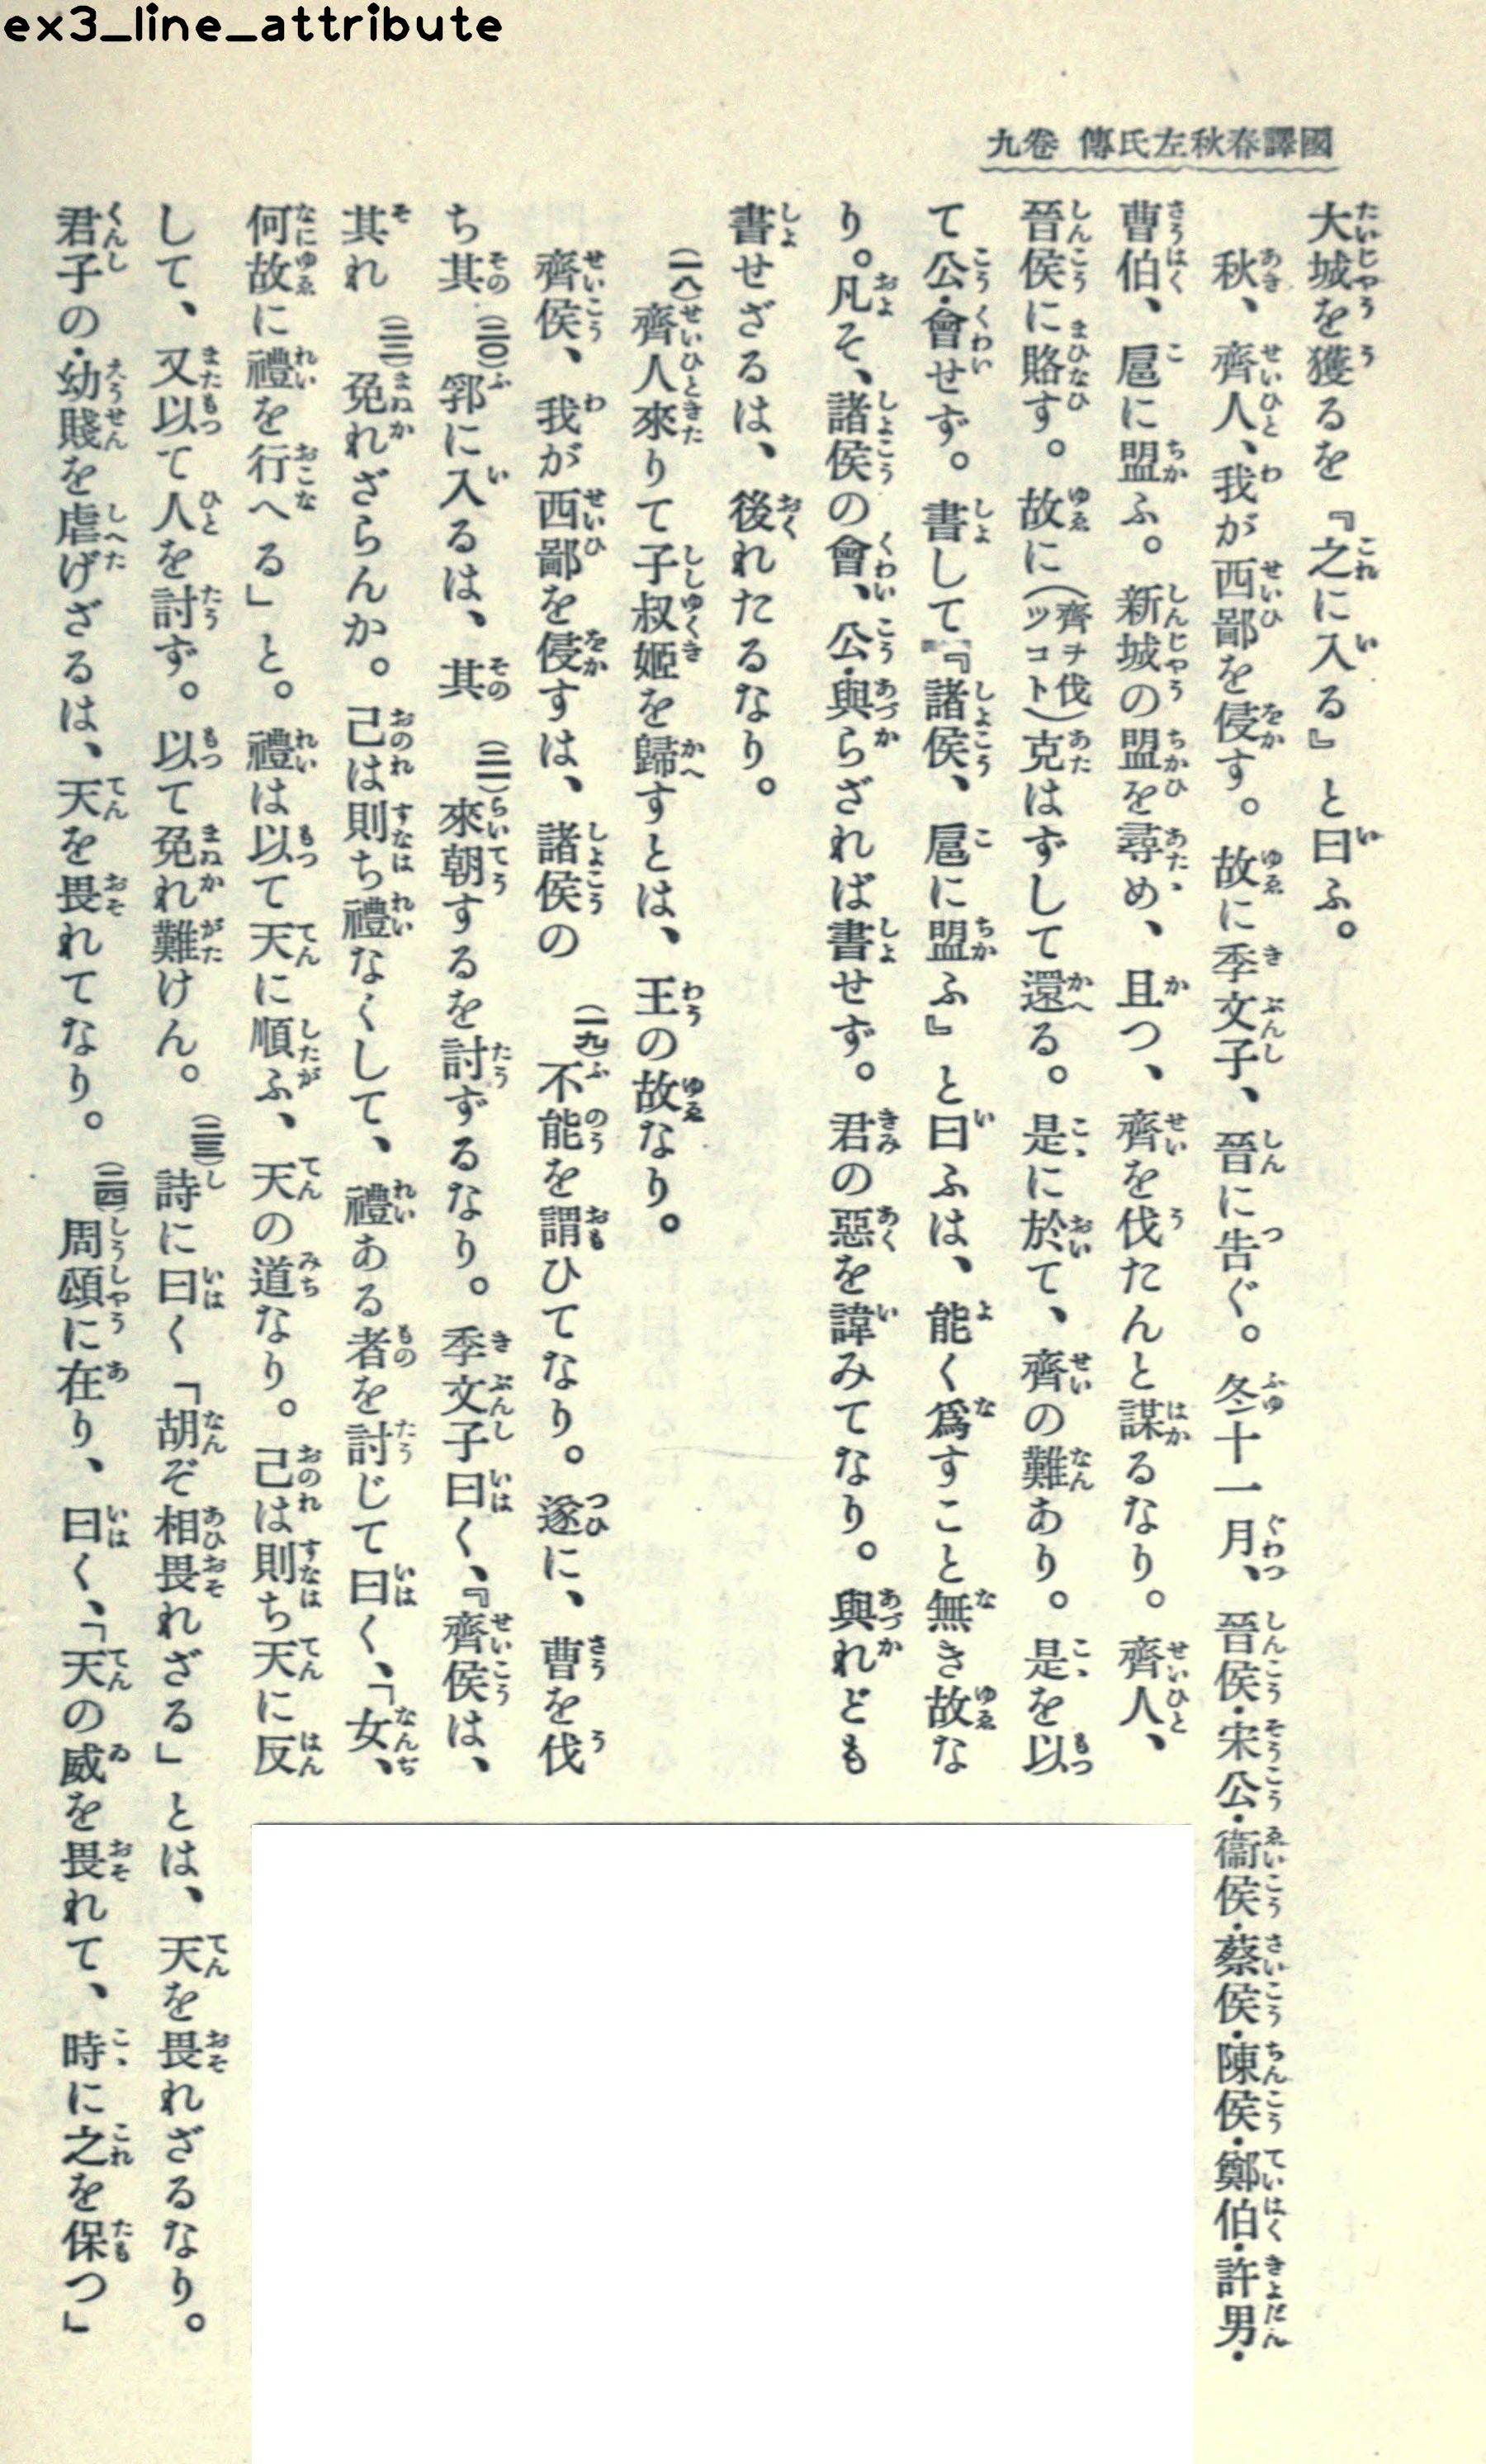 ex3_line_attribute
國譯春秋左氏傳 卷九
大城を獲るを『之に入る』と曰ふ。
秋、齊人、我が西鄙を侵す。故に季文子、晉に告ぐ。冬十一月、晉侯・宋公・衞侯・蔡侯・陳侯・鄭伯・許男・
曹伯、扈に盟ふ。新城の盟を尋め、且つ、齊を伐たんと謀るなり。齊人、
晉侯に賂す。故に(齊ヲ伐ツコト)克はずして還る。是に於て、齊の難あり。是を以
て公・會せず。書して『諸侯、扈に盟ふ』と曰ふは、能く爲すこと無き故な
り。凡そ、諸侯の會、公・與らざれば書せず。君の惡を諱みてなり。與れども
書せざるは、後れたるなり。
(一八)齊人來りて子叔姬を歸すとは、王の故なり。
齊侯、我が西鄙を侵すは、諸侯の(一九)不能を謂ひてなり。遂に、曹を伐
ち其(二〇)郛に入るは、其(二一)來朝するを討ずるなり。季文子曰く、『齊侯は、
其れ(二二)免れざらんか。己は則ち禮なくして、禮ある者を討じて曰く、「女、
何故に禮を行へる」と。禮は以て天に順ふ、天の道なり。己は則ち天に反
して、又以て人を討ず。以て免れ難けん。(二三)詩に曰く「胡ぞ相畏れざる」とは、天を畏れざるなり。
君子の・幼賤を虐げざるは、天を畏れてなり。(二四)周頌に在り、曰く、「天の威を畏れて、時に之を保つ」